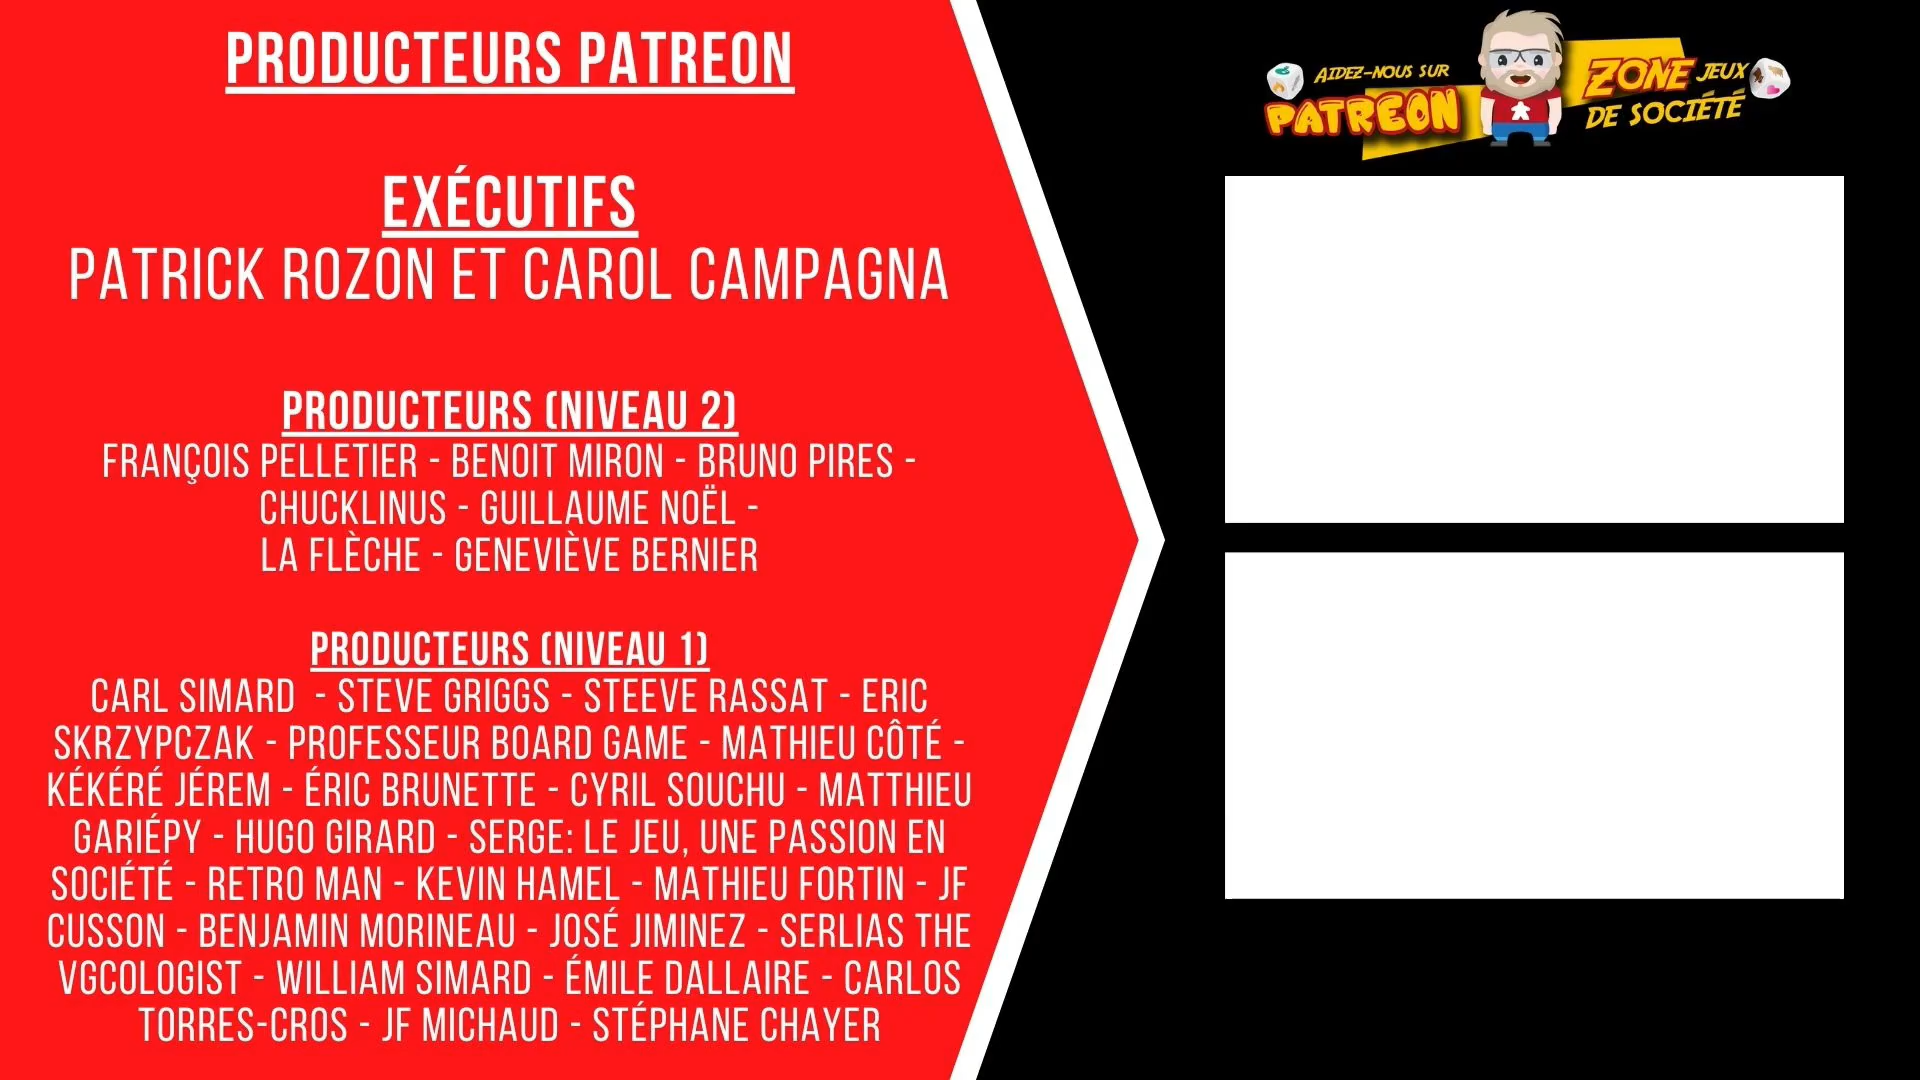 PRODUCTEURS PATREON
EXÉCUTIFS
PATRICK ROZON ET CAROL CAMPAGNA
PRODUCTEURS (NIVEAU 2)
FRANÇOIS PELLETIER - BENOIT MIRON - BRUNO PIRES -
CHUCKLINUS - GUILLAUME NOËL -
LA FLÈCHE - GENEVIÈVE BERNIER
PRODUCTEURS (NIVEAU 1)
CARL SIMARD - STEVE GRIGGS - STEEVE RASSAT - ERIC
SKRZYPCZAK - PROFESSEUR BOARD GAME - MATHIEU CÔTÉ -
KÉKÉRÉ JÉREM - ÉRIC BRUNETTE - CYRIL SOUCHU - MATTHIEU
GARIÉPY - HUGO GIRARD - SERGE: LE JEU, UNE PASSION EN
SOCIÉTÉ - RETRO MAN - KEVIN HAMEL - MATHIEU FORTIN - JF
CUSSON - BENJAMIN MORINEAU - JOSÉ JIMINEZ - SERLIAS THE
VGCOLOGIST - WILLIAM SIMARD - ÉMILE DALLAIRE - CARLOS
TORRES-CROS - JF MICHAUD - STÉPHANE CHAYER
AIDEZ-NOUS SUR
PATREON
ZONE JEUX
DE SOCIÉTÉ